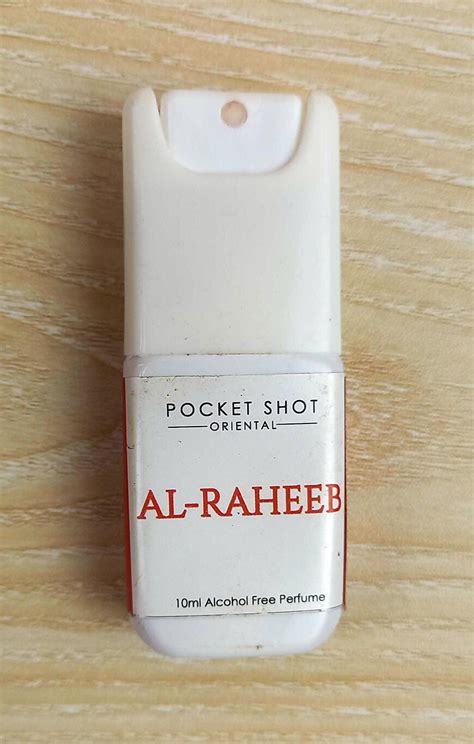 POCKET SHOT
ORIENTAL
AL-RAHEEB
10ml Alcohol Free Perfume